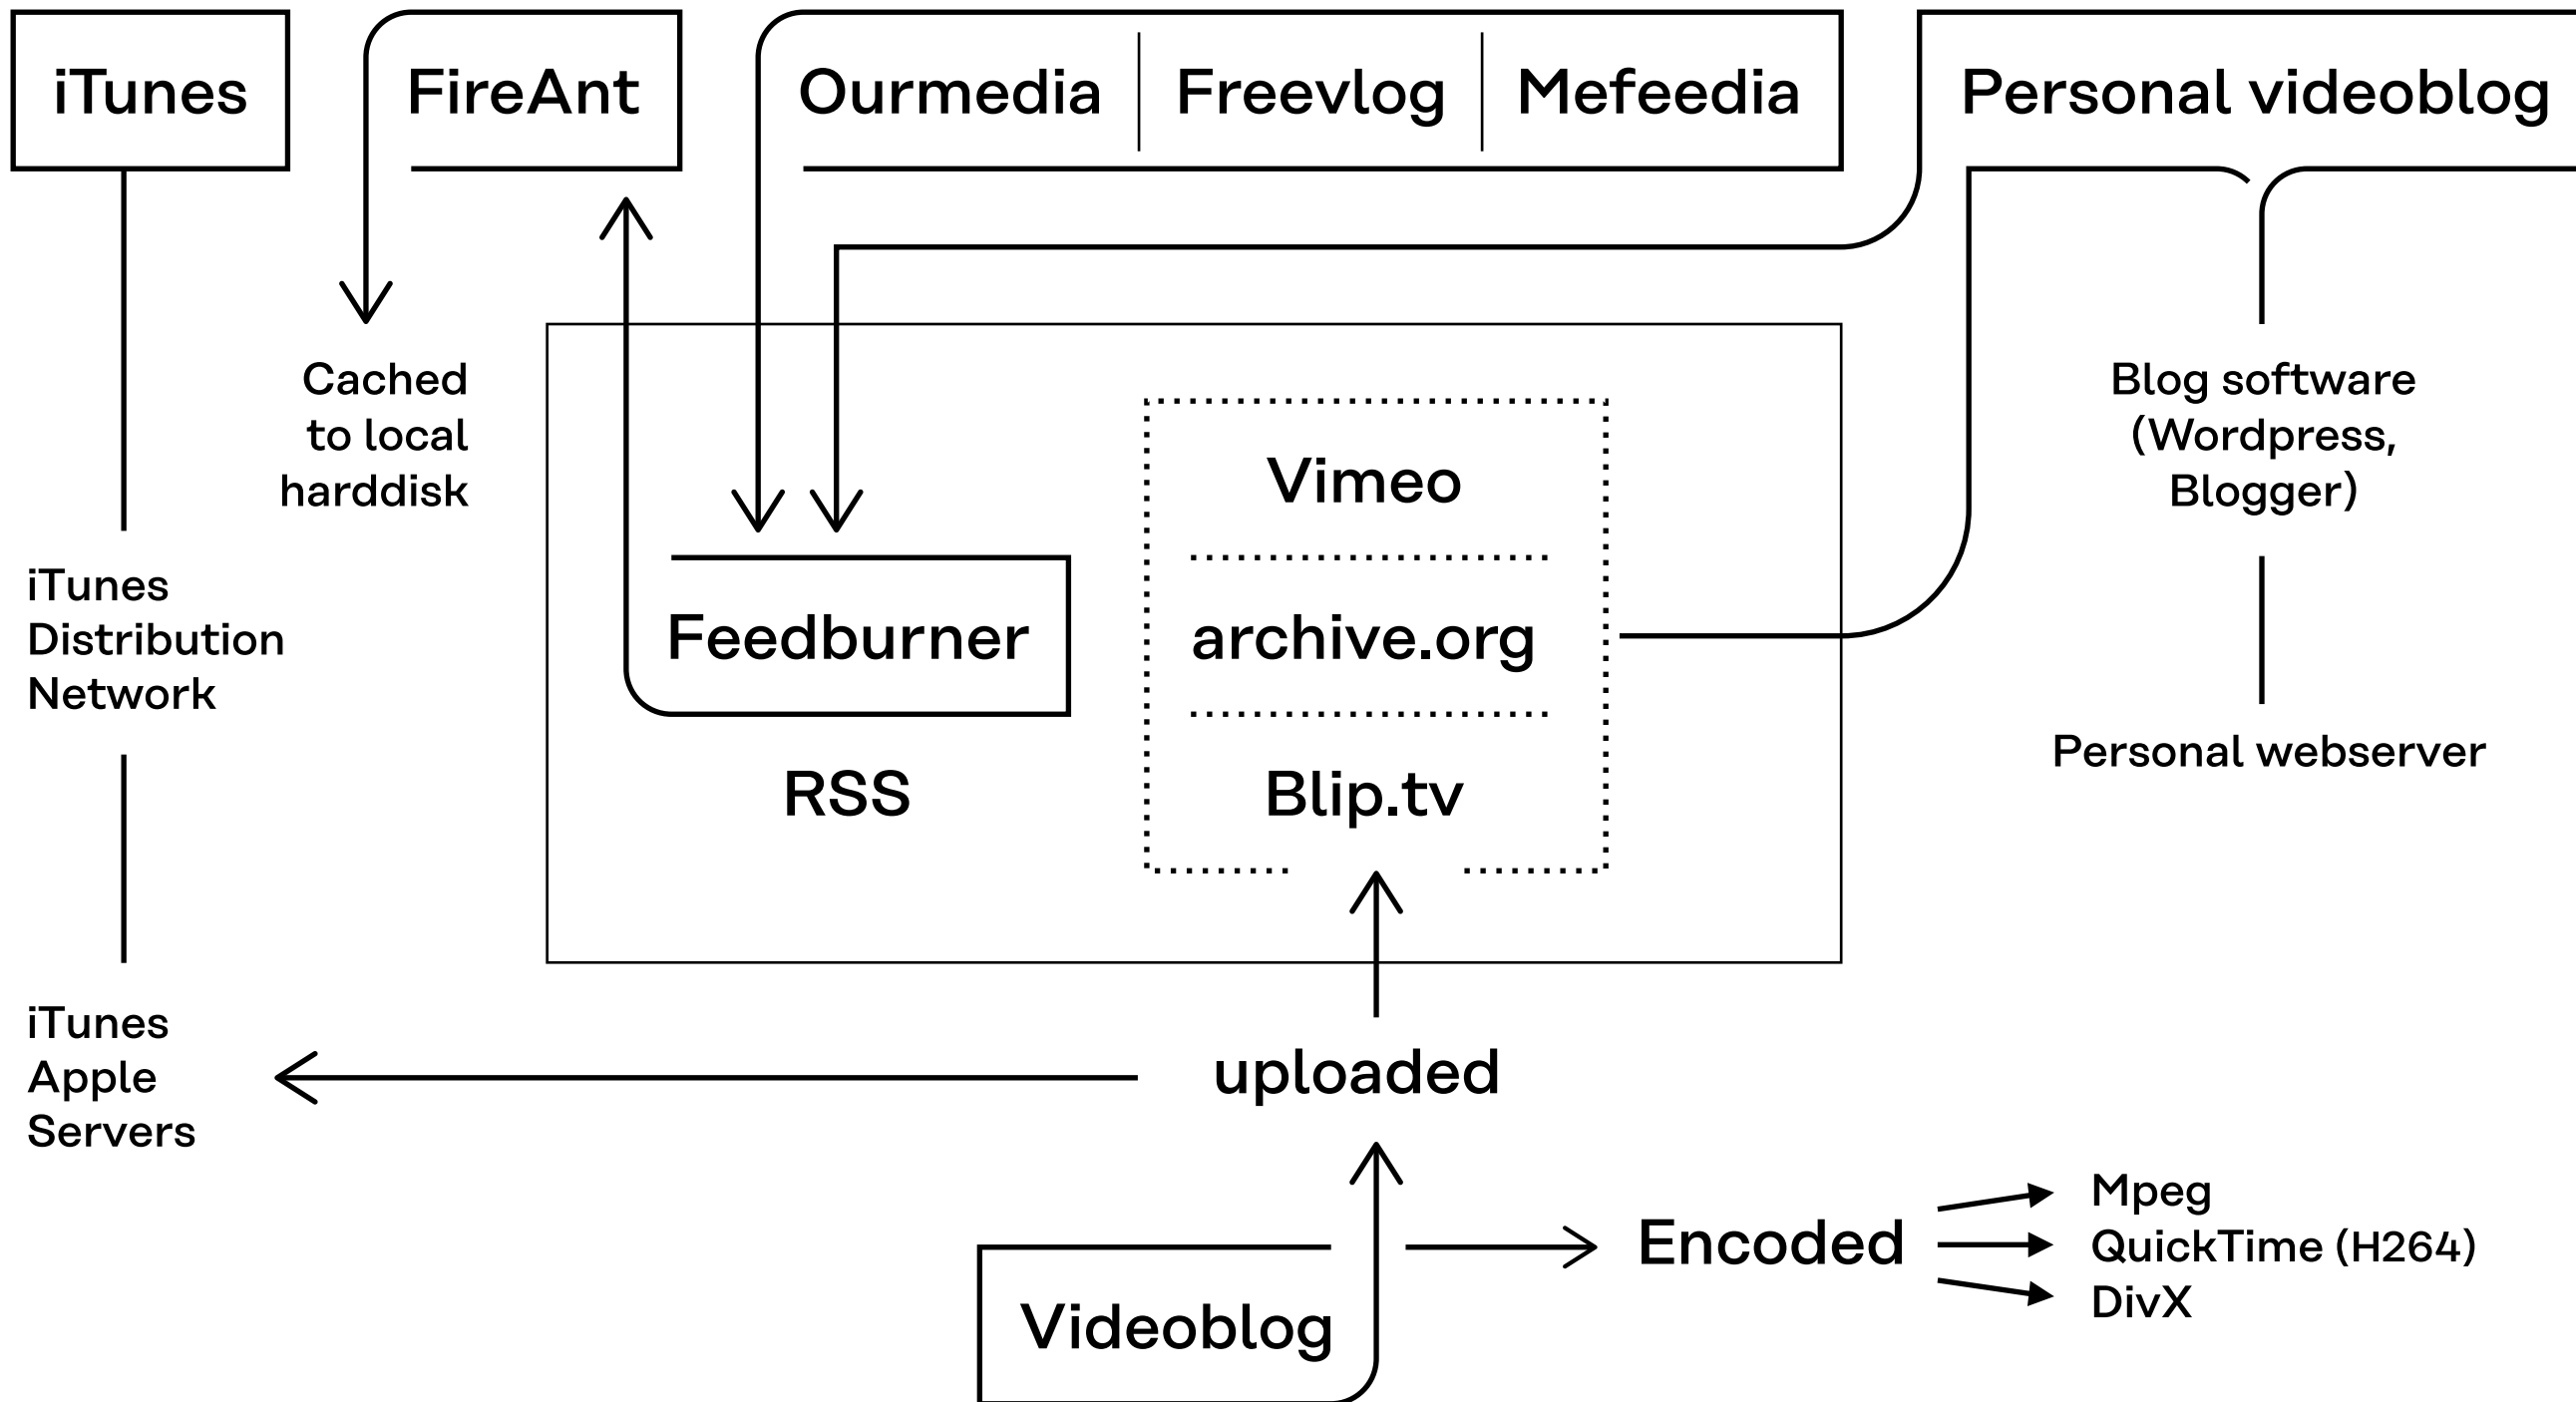 iTunes
FireAnt
Ourmedia
Freevlog
Mefeedia
Personal videoblog
Cached
to local
harddisk
Blog software
(Wordpress,
Blogger)
Vimeo
iTunes
Distribution
Network
Feedburner
archive.org
RSS
Blip.tv
Personal webserver
iTunes
Apple
Servers
uploaded
Videoblog
Encoded
Mpeg
QuickTime (H264)
DivX